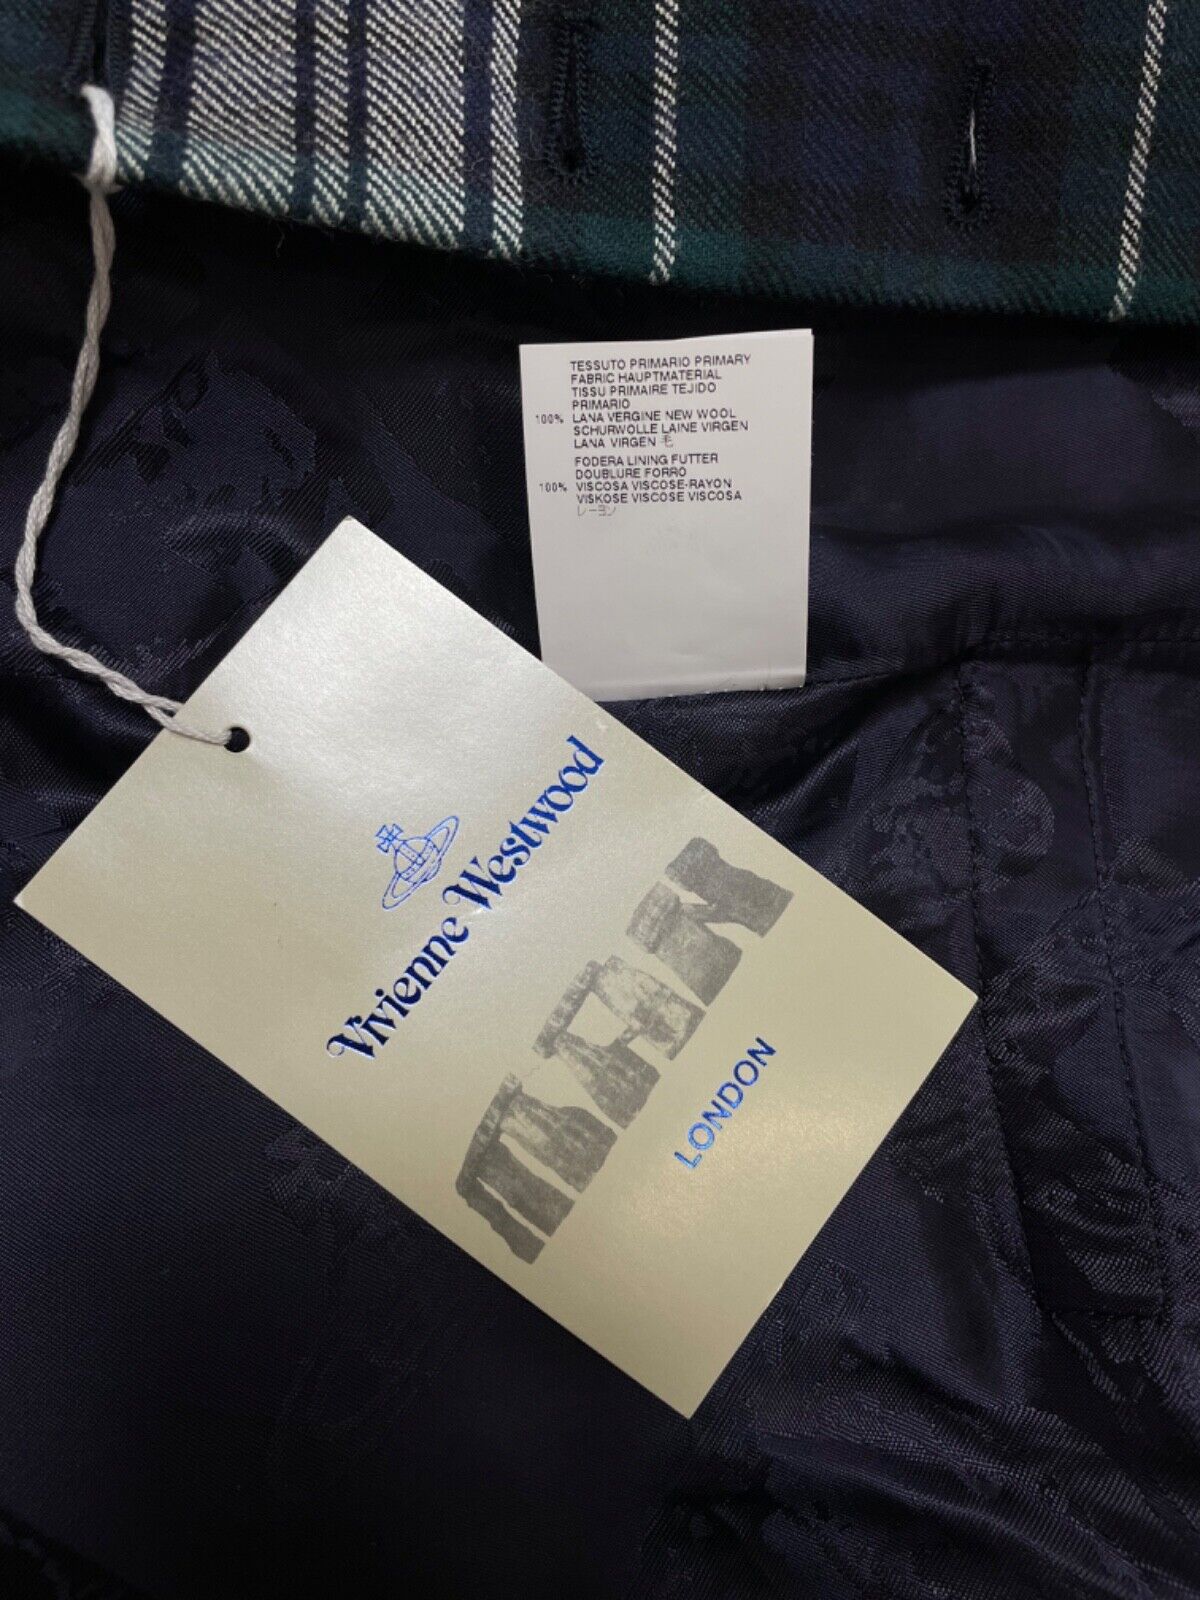 TESSUTO PRIMARIO PRIMARY
FABRIC HAUPTMATERIAL
TISSU PRIMAIRE TEJIDO
PRIMARIO
100% LANA VERGINE NEW WOOL
SCHURWOLLE LAINE VIRGEN
LANA VIRGEN 毛
FODERA LINING FUTTER
DOUBLURE FORRO
100% VISCOSA VISCOSE-RAYON
VISKOSE VISCOSE VISCOSA
レーヨン
Vivienne Westwood
LONDON